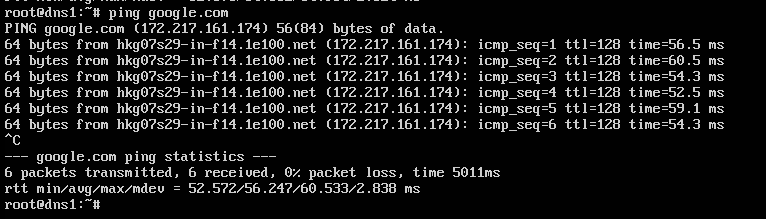 root@dns1:~# ping google.com
PING google.com (172.217.161.174) 56(84) bytes of data.
64 bytes from hkg07s29-in-f14.1e100.net (172.217.161.174): icmp_seq=1 ttl=128 time=56.5 ms
64 bytes from hkg07s29-in-f14.1e100.net (172.217.161.174): icmp_seq=2 ttl=128 time=60.5 ms
64 bytes from hkg07s29-in-f14.1e100.net (172.217.161.174): icmp_seq=3 ttl=128 time=54.3 ms
64 bytes from hkg07s29-in-f14.1e100.net (172.217.161.174): icmp_seq=4 ttl=128 time=52.5 ms
64 bytes from hkg07s29-in-f14.1e100.net (172.217.161.174): icmp_seq=5 ttl=128 time=59.1 ms
64 bytes from hkg07s29-in-f14.1e100.net (172.217.161.174): icmp_seq=6 ttl=128 time=54.3 ms
^C
--- google.com ping statistics ---
6 packets transmitted, 6 received, 0% packet loss, time 5011ms
rtt min/avg/max/mdev = 52.572/56.247/60.533/2.838 ms
root@dns1:~#